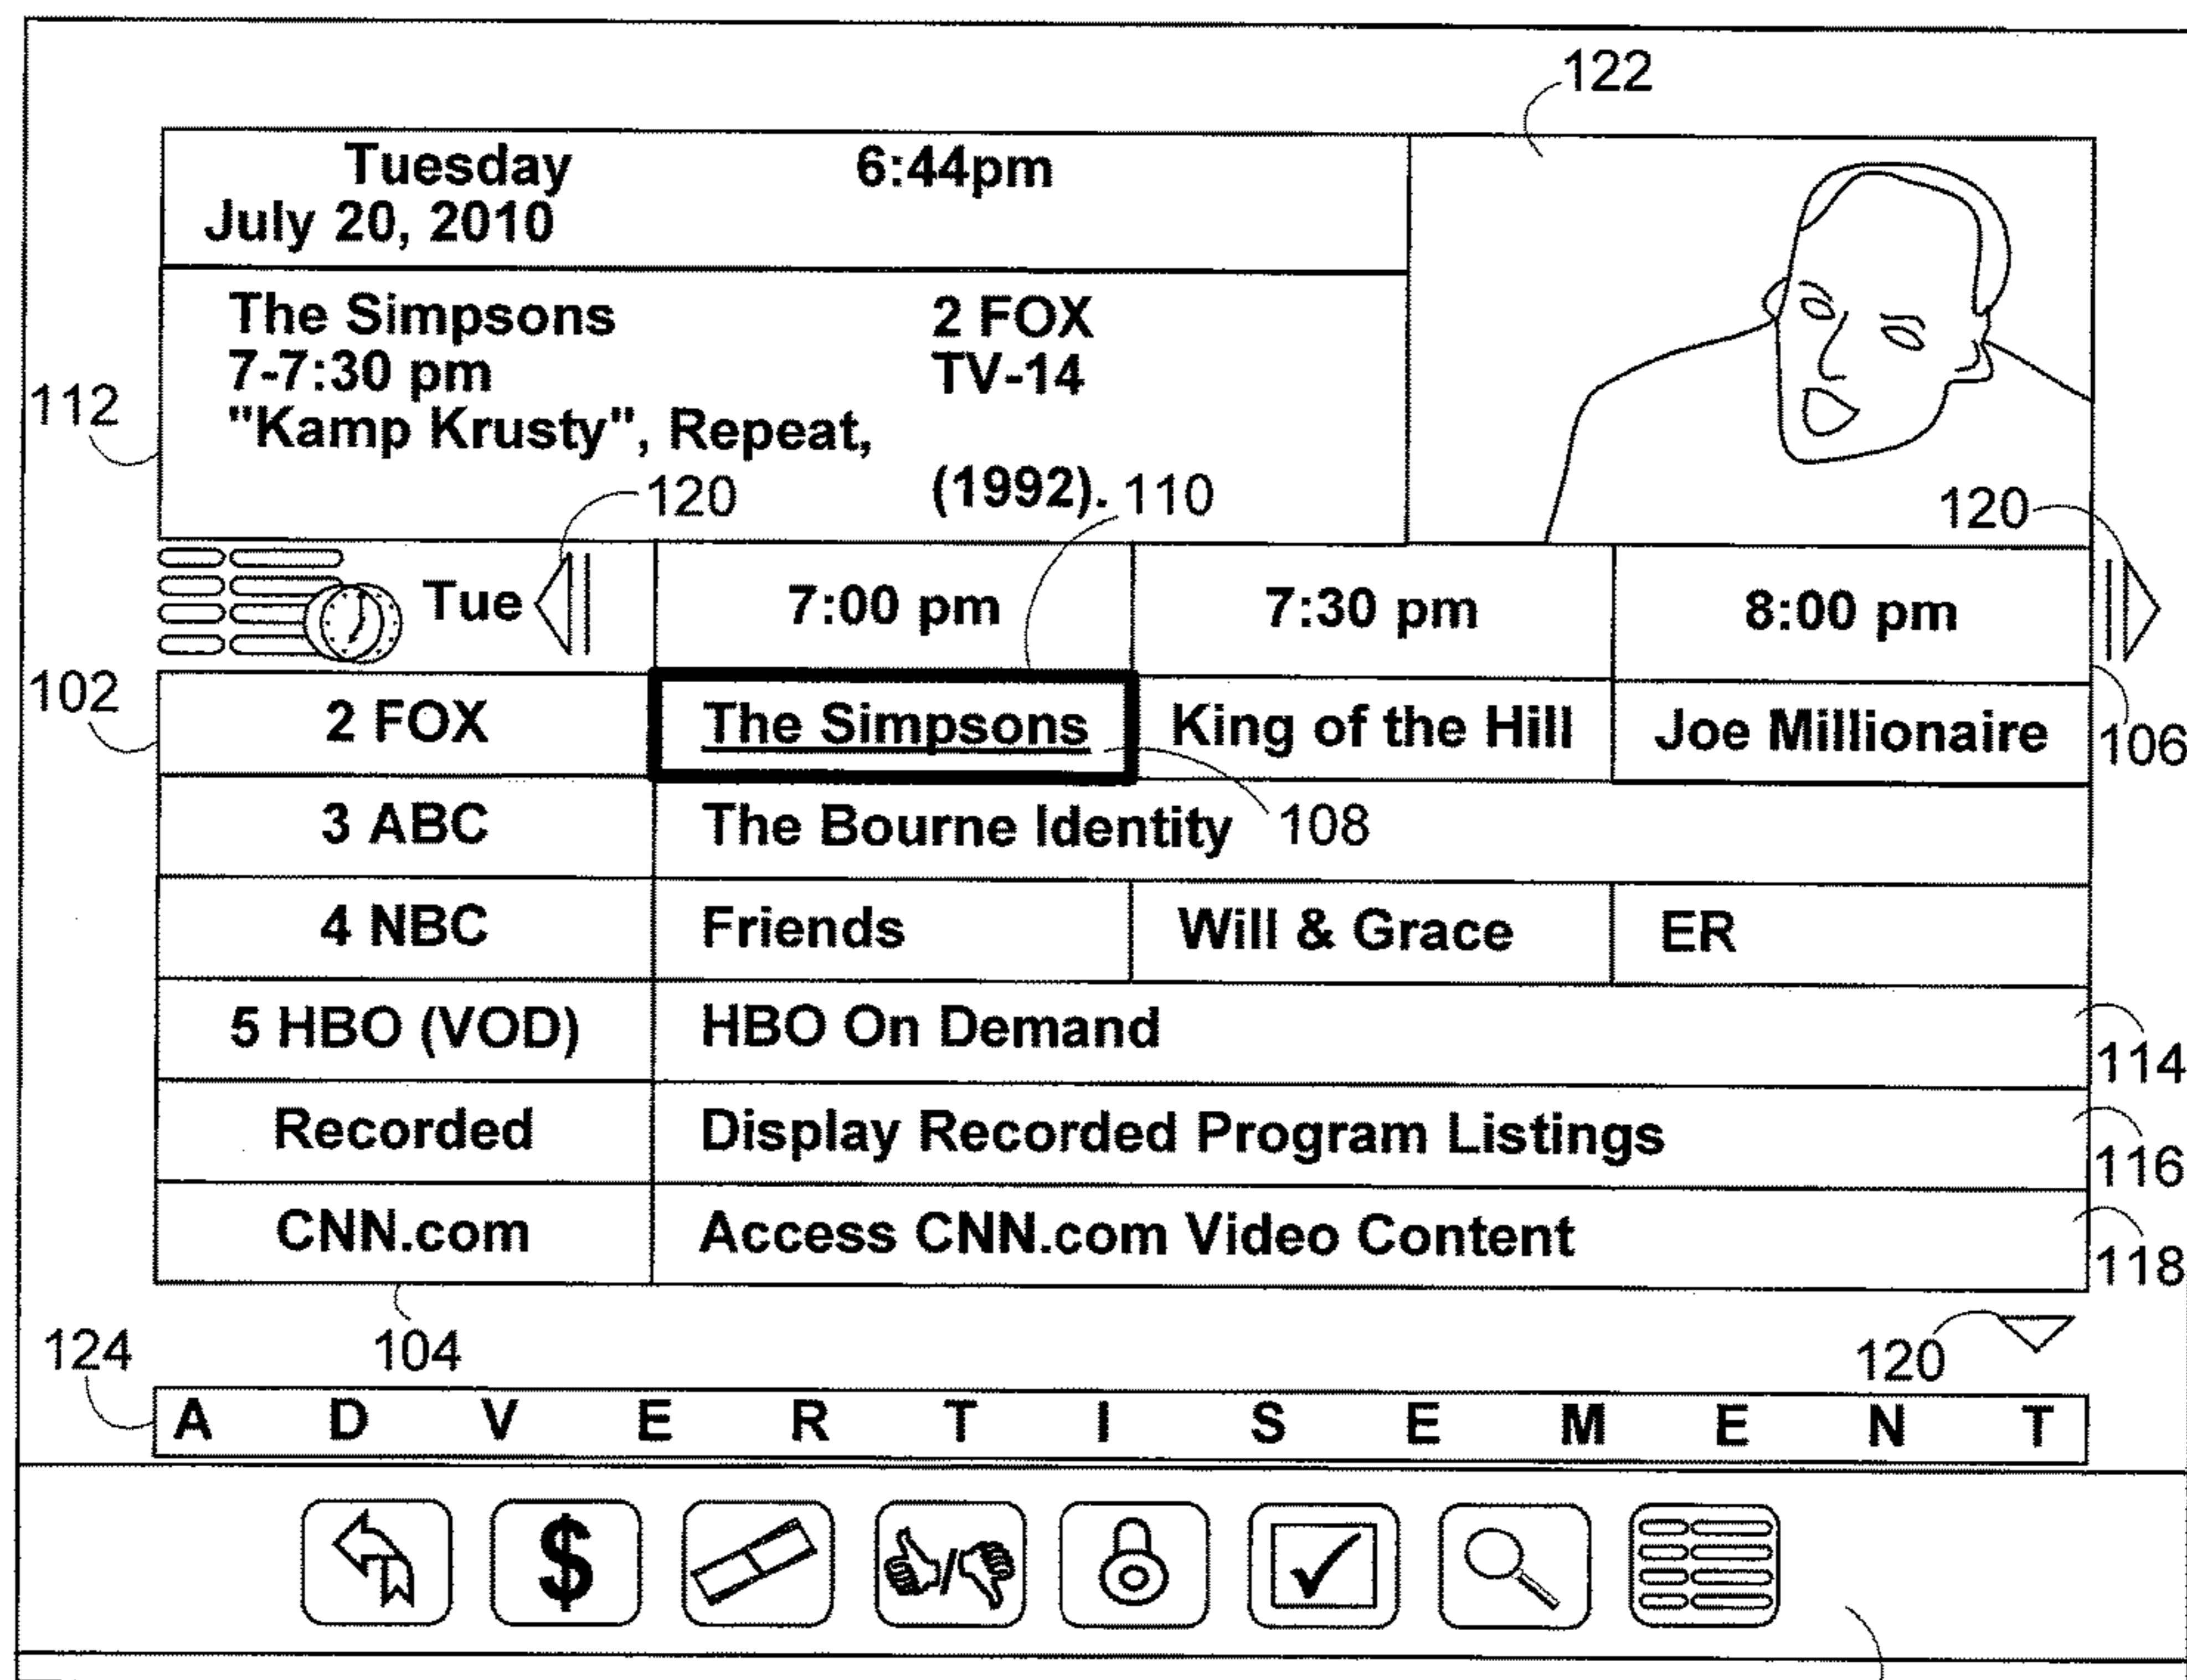 122
Tuesday 6:44pm
July 20, 2010
The Simpsons 2 FOX
7-7:30 pm TV-14
112
"Kamp Krusty", Repeat,
(1992).
120 110 120
Tue 7:00 pm 7:30 pm 8:00 pm
102
2 FOX The Simpsons King of the Hill Joe Millionaire
106
3 ABC The Bourne Identity 108
4 NBC Friends Will & Grace ER
5 HBO (VOD) HBO On Demand
114
Recorded Display Recorded Program Listings
116
CNN.com Access CNN.com Video Content
118
124 104 120
A D V E R T I S E M E N T
$ /